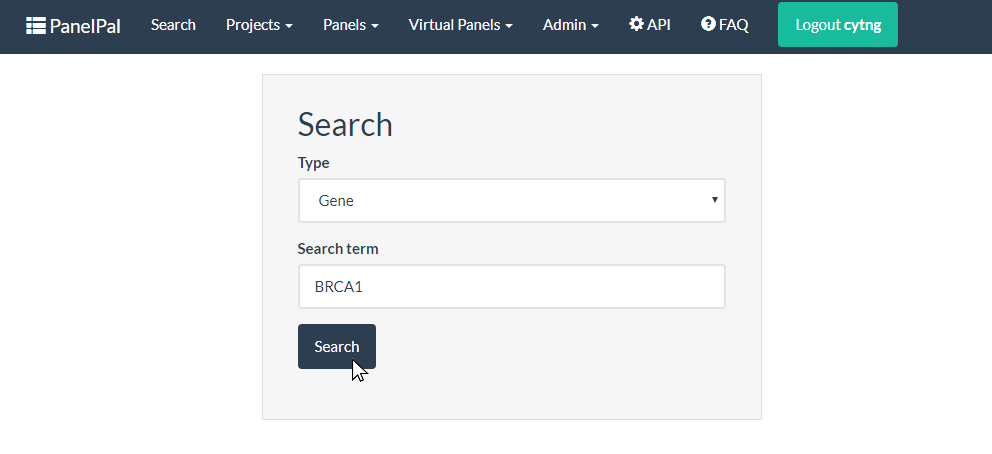 PanelPal Search Projects Panels Virtual Panels Admin API FAQ Logout cytng
Search
Type
Gene
Search term
BRCA1
Search